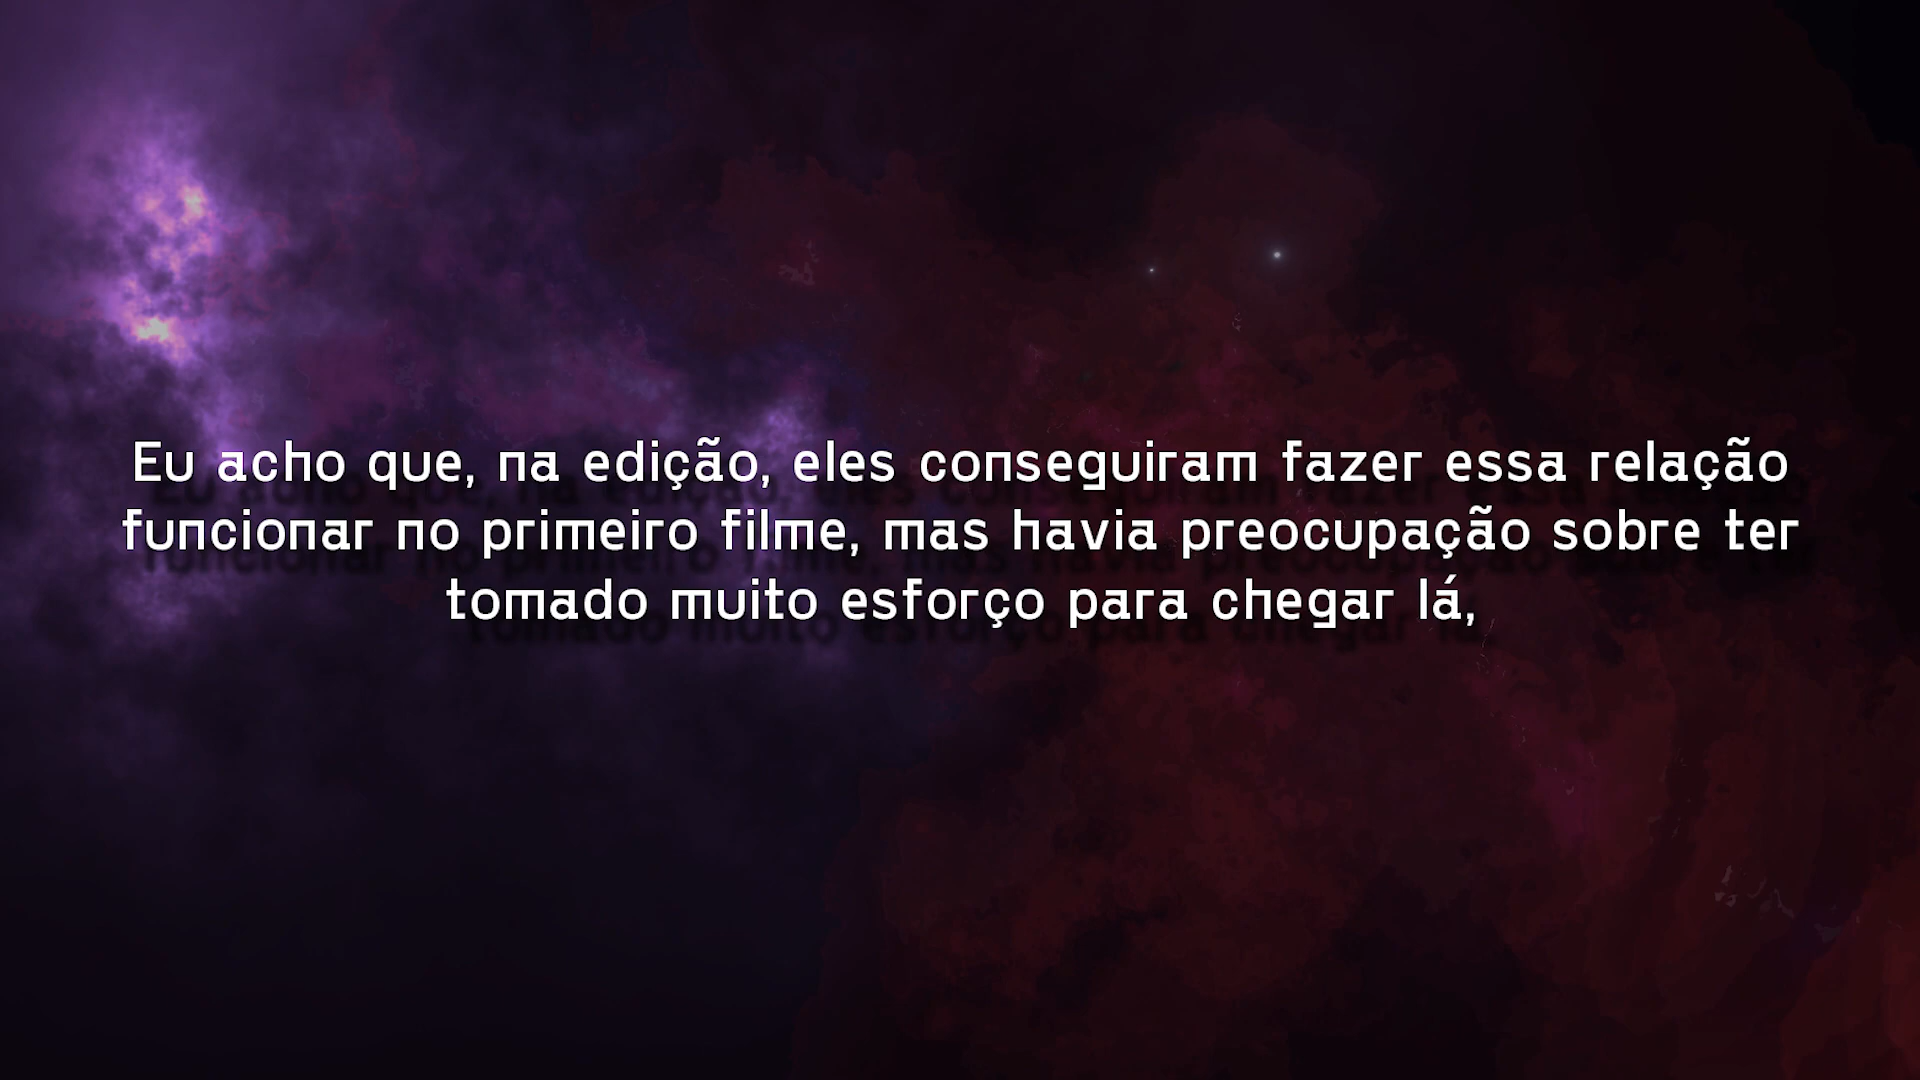 Eu acho que, na edição, eles conseguiram fazer essa relação
funcionar no primeiro filme, mas havia preocupação sobre ter
tomado muito esforço para chegar lá,